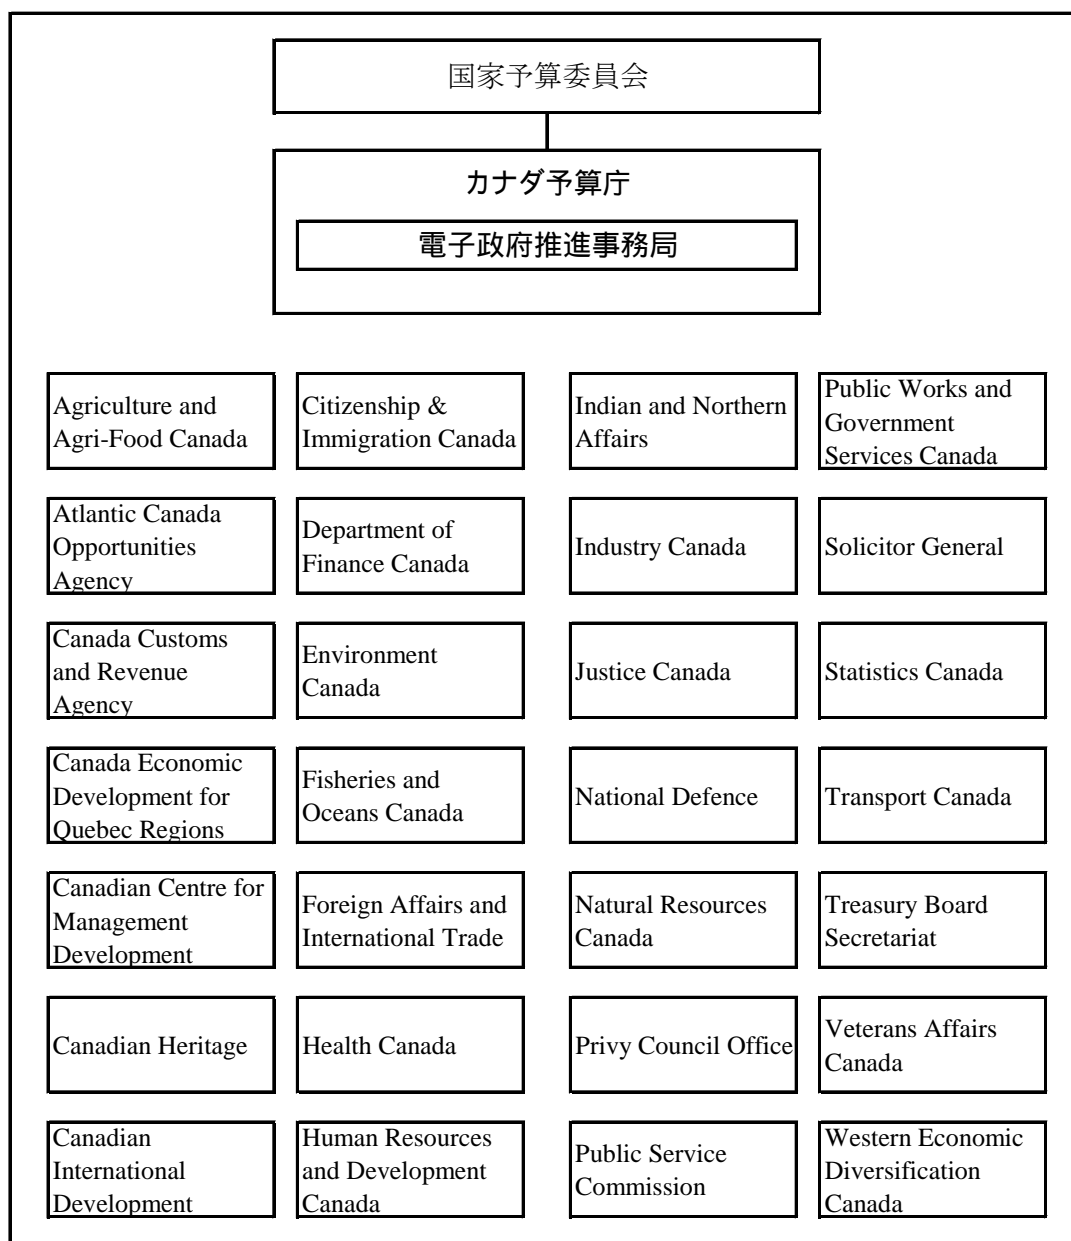 国家予算委員会
カナダ予算庁
電子政府推進事務局
Agriculture and
Agri-Food Canada
Citizenship &
Immigration Canada
Indian and Northern
Affairs
Public Works and
Government
Services Canada
Atlantic Canada
Opportunities
Agency
Department of
Finance Canada
Industry Canada
Solicitor General
Canada Customs
and Revenue
Agency
Environment
Canada
Justice Canada
Statistics Canada
Canada Economic
Development for
Quebec Regions
Fisheries and
Oceans Canada
National Defence
Transport Canada
Canadian Centre for
Management
Development
Foreign Affairs and
International Trade
Natural Resources
Canada
Treasury Board
Secretariat
Canadian Heritage
Health Canada
Privy Council Office
Veterans Affairs
Canada
Canadian
International
Development
Human Resources
and Development
Canada
Public Service
Commission
Western Economic
Diversification
Canada